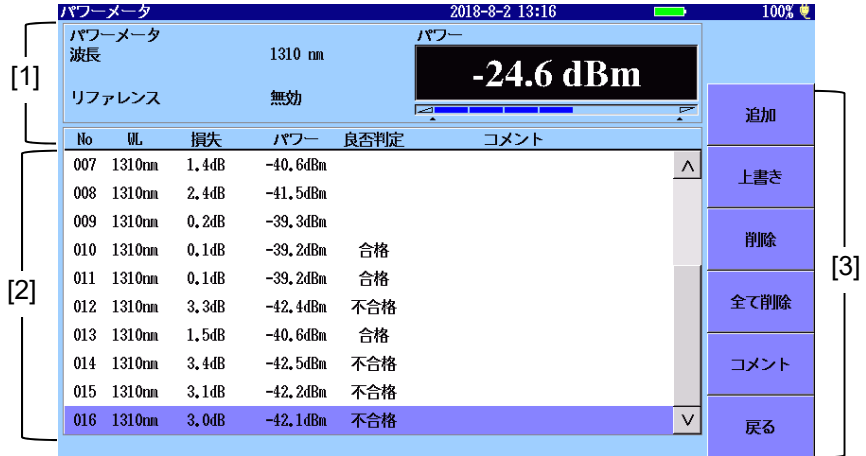 パワーメータ 2018-8-2 13:16 100%
[1]
パワーメータ パワー
波長 1310 nm
-24.6 dBm
リファレンス 無効
No WL 損失 パワー 良否判定 コメント
[2]
007 1310nm 1.4dB -40.6dBm
008 1310nm 2.4dB -41.5dBm
009 1310nm 0.2dB -39.3dBm
010 1310nm 0.1dB -39.2dBm 合格
011 1310nm 0.1dB -39.2dBm 合格
012 1310nm 3.3dB -42.4dBm 不合格
013 1310nm 1.5dB -40.6dBm 合格
014 1310nm 3.4dB -42.5dBm 不合格
015 1310nm 3.1dB -42.2dBm 不合格
016 1310nm 3.0dB -42.1dBm 不合格
[3]
追加
上書き
削除
全て削除
コメント
戻る